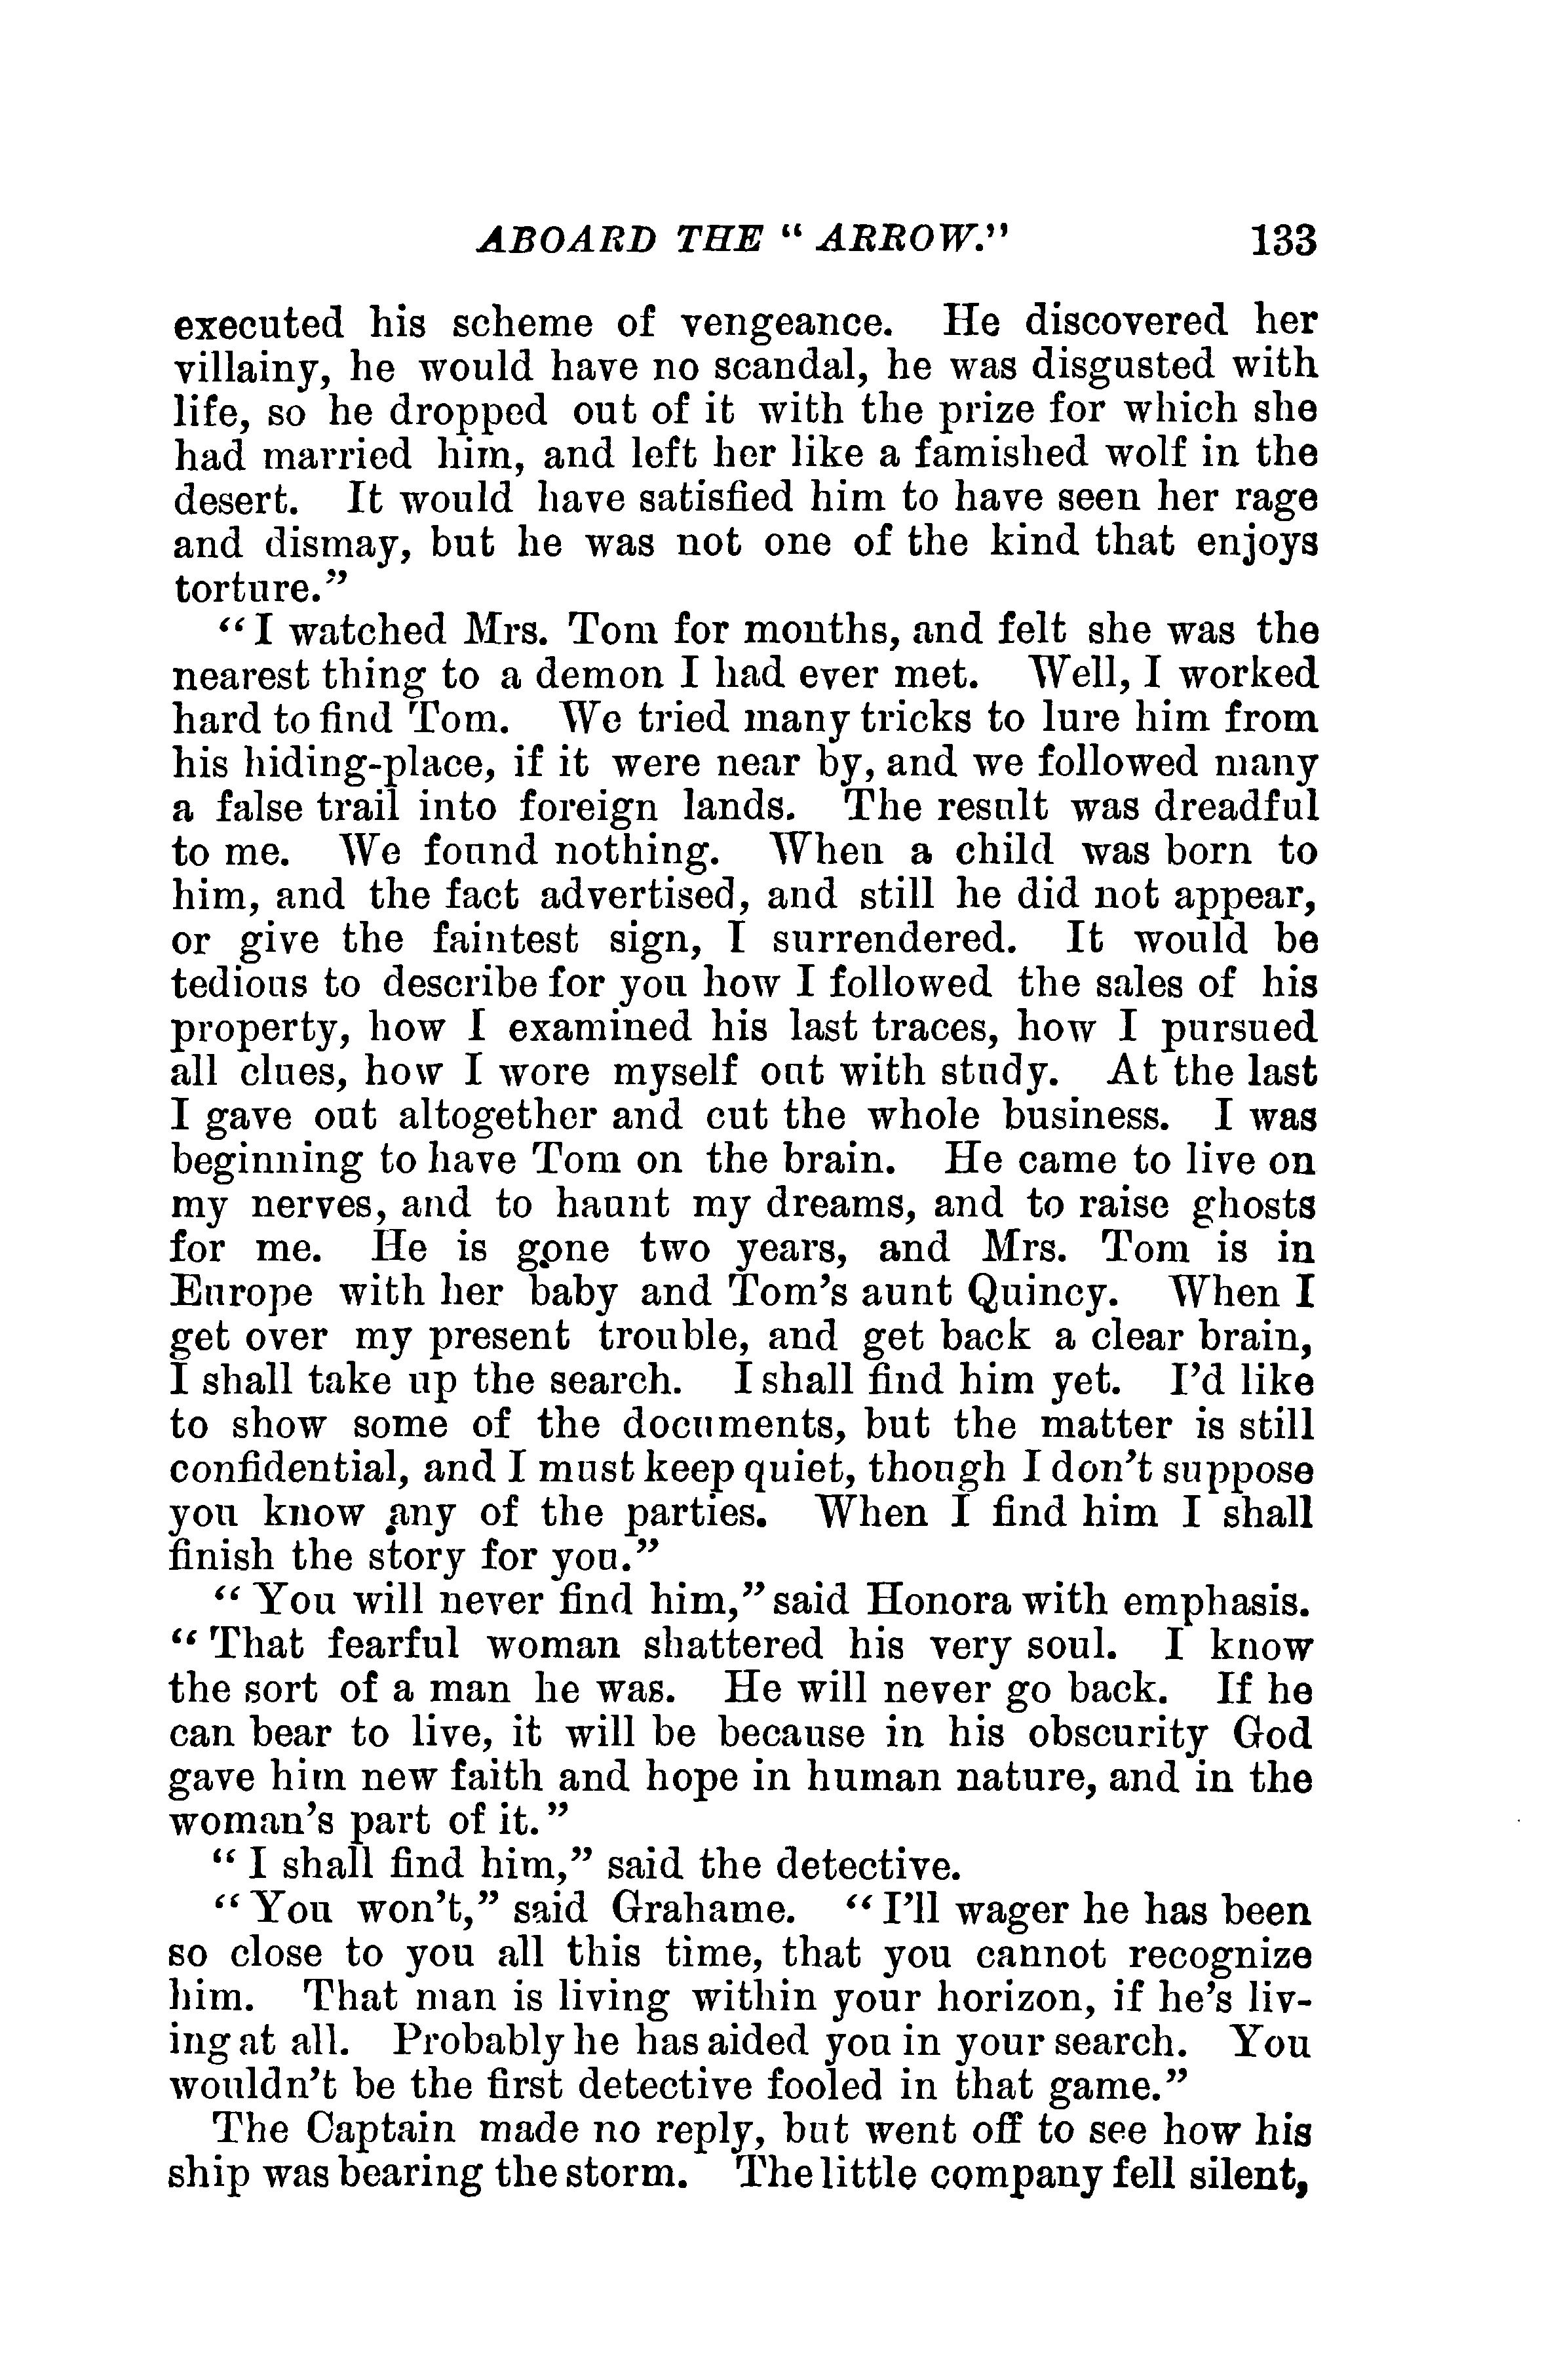 ABOARD THE "ARROW." 133
executed his scheme of vengeance. He discovered her
villainy, he would have no scandal, he was disgusted with
life, so he dropped out of it with the prize for which she
had married him, and left her like a famished wolf in the
desert. It would have satisfied him to have seen her rage
and dismay, but he was not one of the kind that enjoys
torture."
"I watched Mrs. Tom for months, and felt she was the
nearest thing to a demon I had ever met. Well, I worked
hard to find Tom. We tried many tricks to lure him from
his hiding-place, if it were near by, and we followed many
a false trail into foreign lands. The result was dreadful
to me. We found nothing. When a child was born to
him, and the fact advertised, and still he did not appear,
or give the faintest sign, I surrendered. It would be
tedious to describe for you how I followed the sales of his
property, how I examined his last traces, how I pursued
all clues, how I wore myself out with study. At the last
I gave out altogether and cut the whole business. I was
beginning to have Tom on the brain. He came to live on
my nerves, and to haunt my dreams, and to raise ghosts
for me. He is gone two years, and Mrs. Tom is in
Europe with her baby and Tom's aunt Quincy. When I
get over my present trouble, and get back a clear brain,
I shall take up the search. I shall find him yet. I'd like
to show some of the documents, but the matter is still
confidential, and I must keep quiet, though I don't suppose
you know any of the parties. When I find him I shall
finish the story for you."
"You will never find him," said Honora with emphasis.
"That fearful woman shattered his very soul. I know
the sort of a man he was. He will never go back. If he
can bear to live, it will be because in his obscurity God
gave him new faith and hope in human nature, and in the
woman's part of it."
"I shall find him," said the detective.
"You won't," said Grahame. "I'll wager he has been
so close to you all this time, that you cannot recognize
him. That man is living within your horizon, if he's liv-
ing at all. Probably he has aided you in your search. You
wouldn't be the first detective fooled in that game."
The Captain made no reply, but went off to see how his
ship was bearing the storm. The little company fell silent,